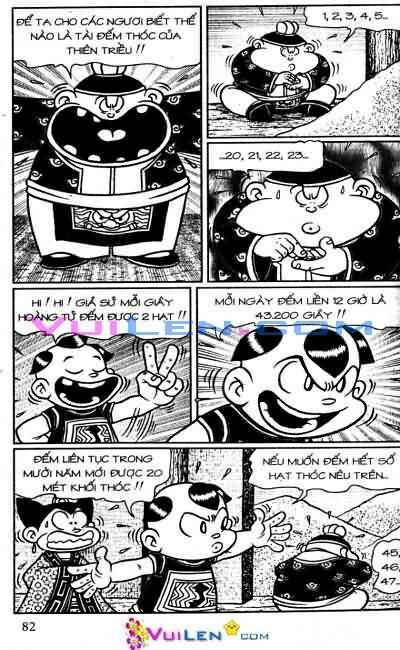 ĐỂ TA CHO CÁC NGƯƠI BIẾT THẾ
NÀO LÀ TÀI ĐẾM THÓC CỦA
THIÊN TRIỀU !!
1, 2, 3, 4, 5...
...20, 21, 22, 23...
HI ! HI ! GIẢ SỬ MỖI GIÂY
HOÀNG TỬ ĐẾM ĐƯỢC 2 HẠT !!
MỖI NGÀY ĐẾM LIỀN 12 GIỜ LÀ
43.200 GIÂY !!
VUILEN.COM
ĐẾM LIÊN TỤC TRONG
MƯỜI NĂM MỚI ĐƯỢC 20
MÉT KHỐI THÓC !!
NẾU MUỐN ĐẾM HẾT SỐ
HẠT THÓC NÊU TRÊN...
45,
46,
47...
82
VUILEN.COM